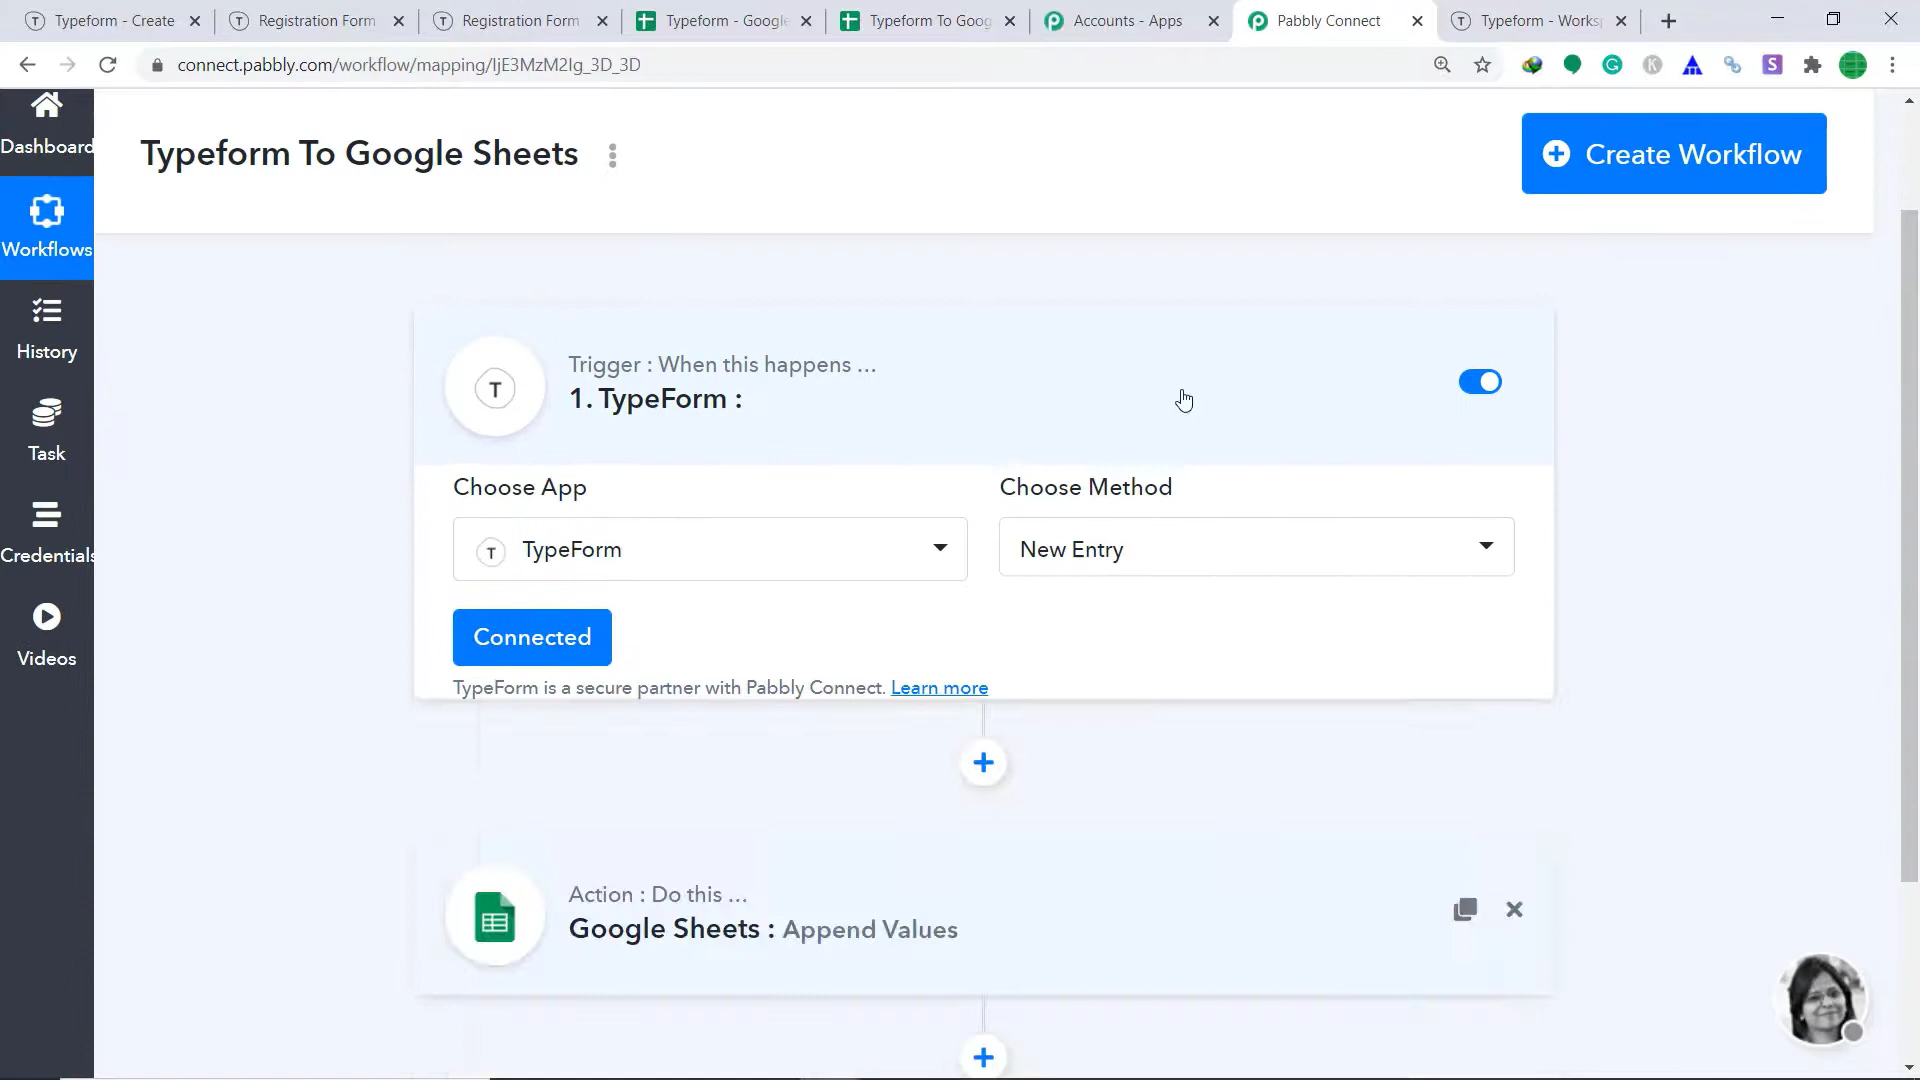 Typeform - Create
Registration Form
Registration Form
Typeform - Google
Typeform To Goog
Accounts - Apps
Pabbly Connect
Typeform - Works
connect.pabbly.com/workflow/mapping/IjE3MzM2Ig_3D_3D
Dashboard
Workflows
History
Task
Credentials
Videos
Typeform To Google Sheets
Create Workflow
T
Trigger : When this happens ...
1. TypeForm :
Choose App
Choose Method
T TypeForm
New Entry
Connected
TypeForm is a secure partner with Pabbly Connect. Learn more
Action : Do this ...
Google Sheets : Append Values